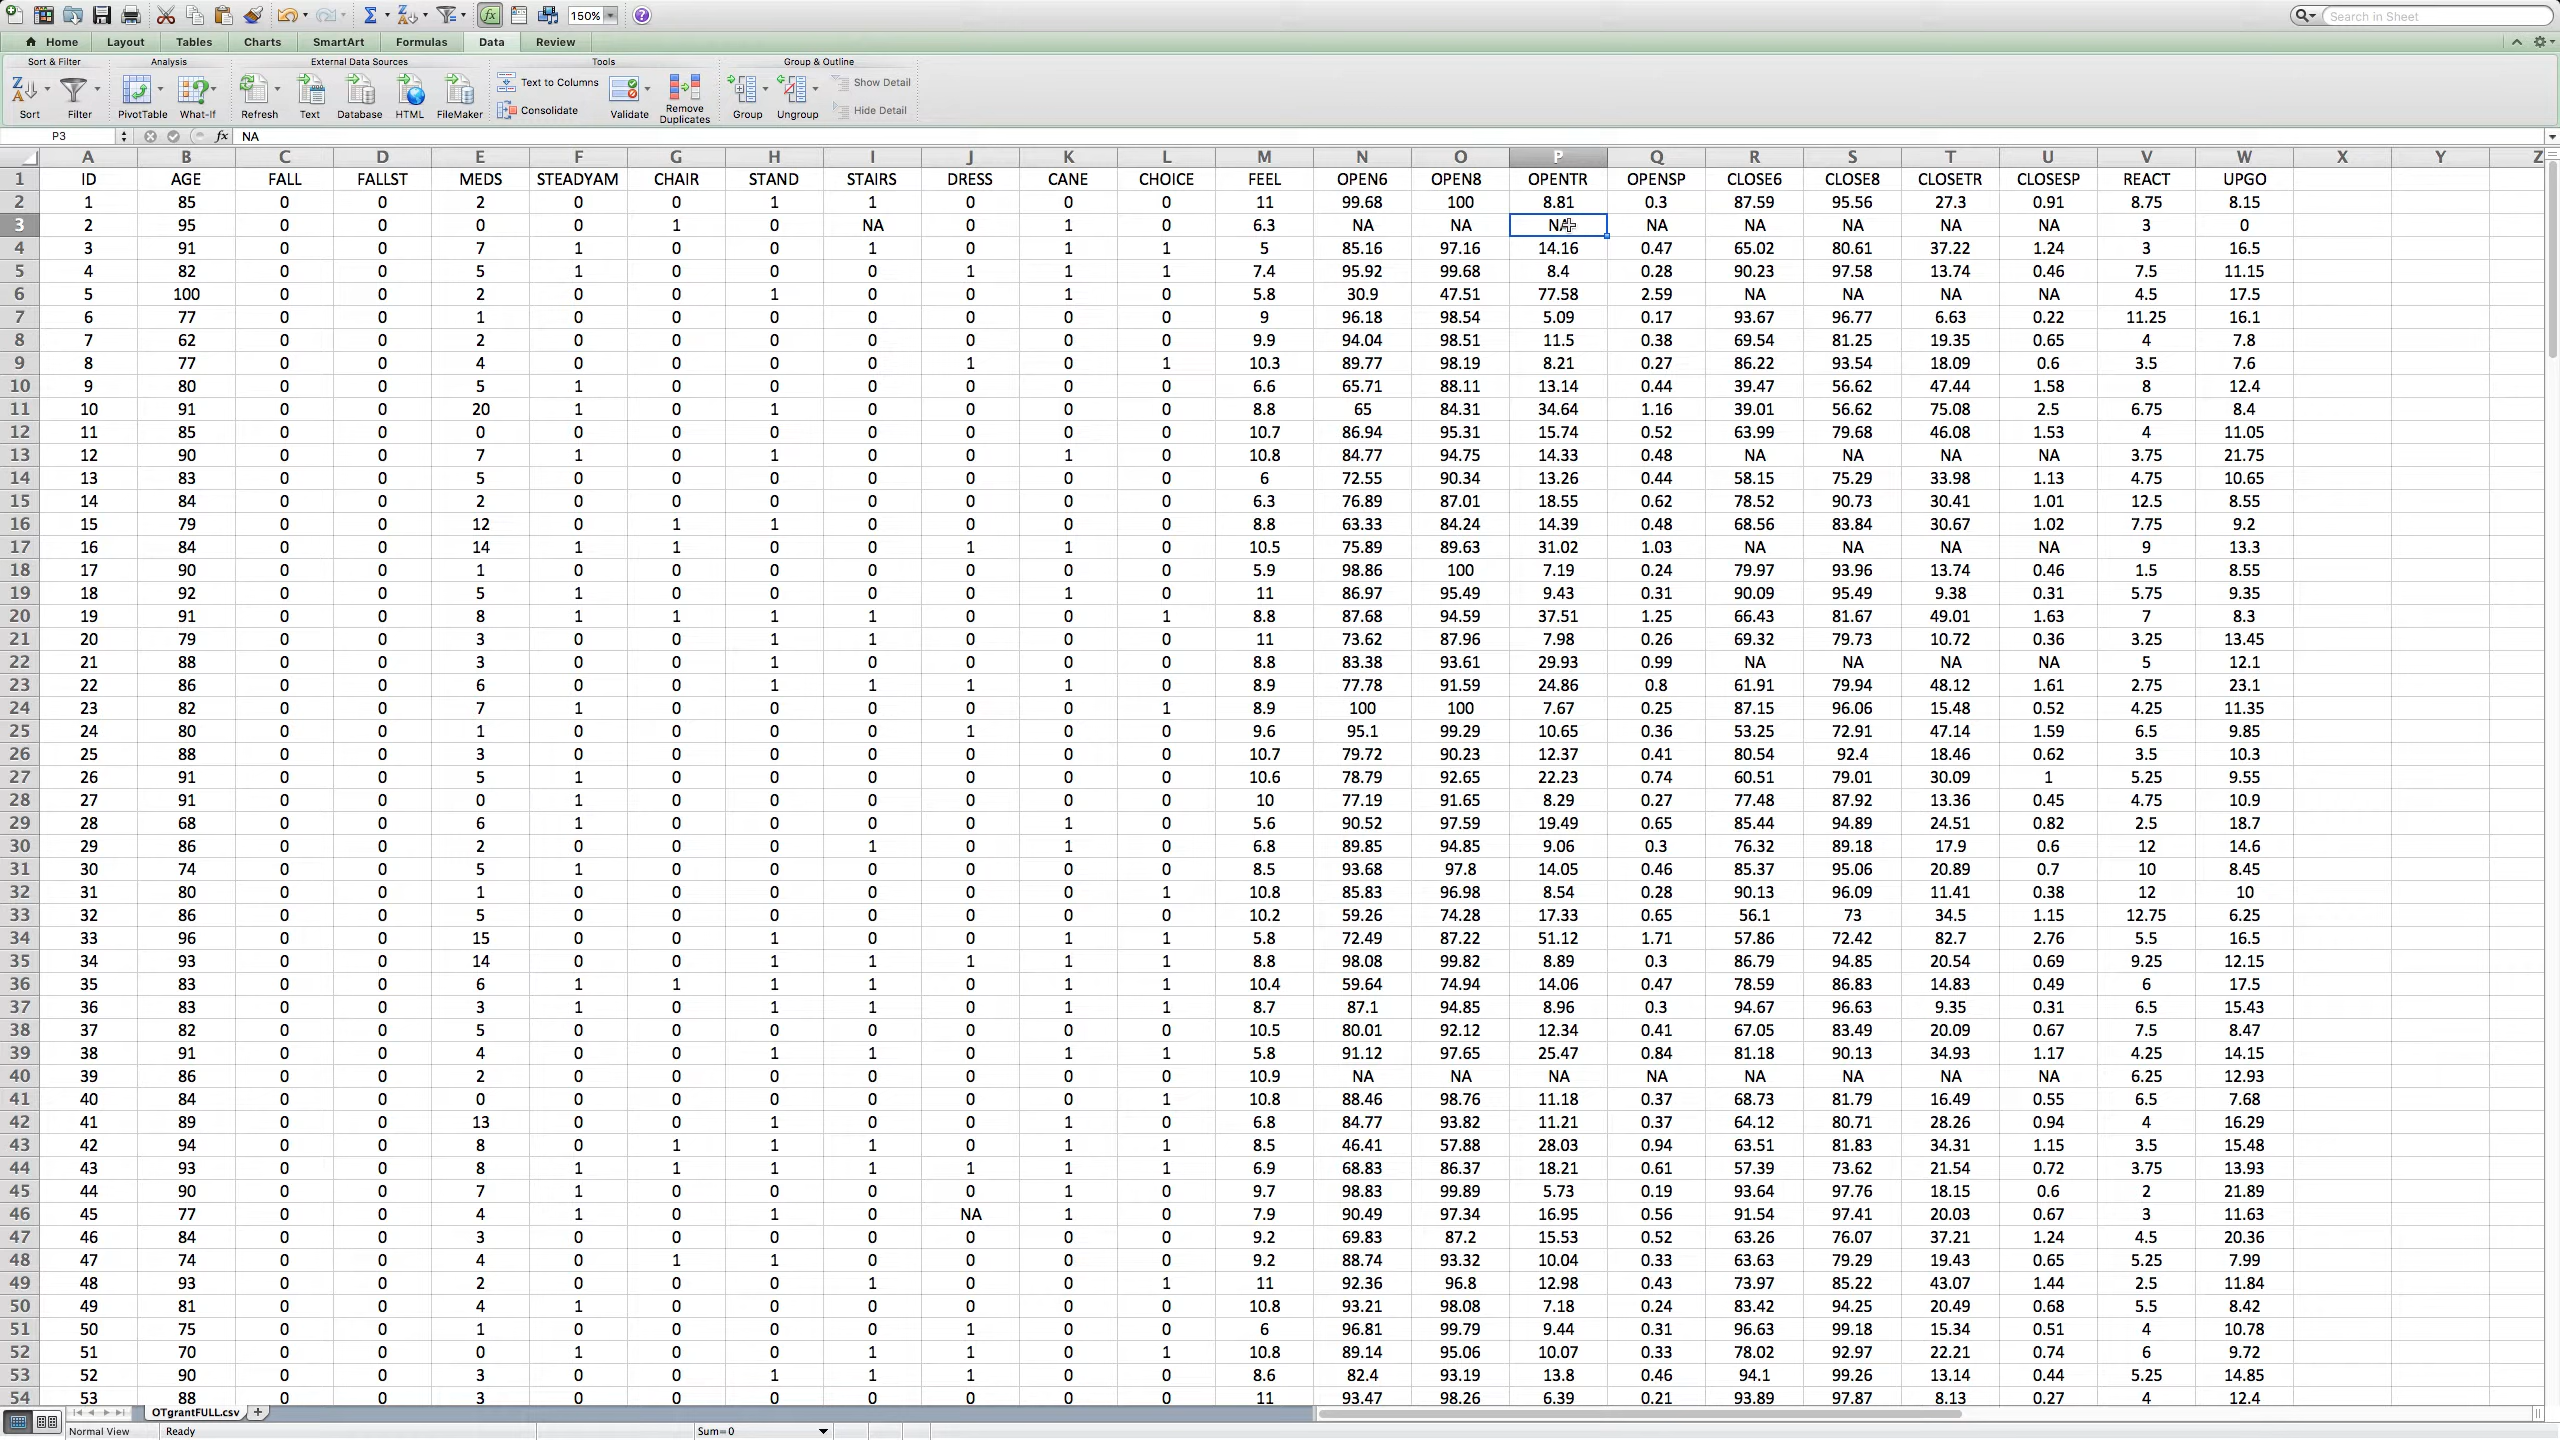 150%
Search in Sheet
Home Layout Tables Charts SmartArt Formulas Data Review
Sort & Filter Analysis External Data Sources Tools Group & Outline
Text to Columns Show Detail
Consolidate Hide Detail
Sort Filter PivotTable What-If Refresh Text Database HTML FileMaker Validate Remove Duplicates Group Ungroup
P3 fx NA
A B C D E F G H I J K L M N O P Q R S T U V W X Y Z
1 ID AGE FALL FALLST MEDS STEADYAM CHAIR STAND STAIRS DRESS CANE CHOICE FEEL OPEN6 OPEN8 OPENTR OPENSP CLOSE6 CLOSE8 CLOSETR CLOSESP REACT UPGO
2 1 85 0 0 2 0 0 1 1 0 0 0 11 99.68 100 8.81 0.3 87.59 95.56 27.3 0.91 8.75 8.15
3 2 95 0 0 0 0 1 0 NA 0 1 0 6.3 NA NA NA NA NA NA NA NA 3 0
4 3 91 0 0 7 1 0 0 1 0 1 1 5 85.16 97.16 14.16 0.47 65.02 80.61 37.22 1.24 3 16.5
5 4 82 0 0 5 1 0 0 0 1 1 1 7.4 95.92 99.68 8.4 0.28 90.23 97.58 13.74 0.46 7.5 11.15
6 5 100 0 0 2 0 0 1 0 0 1 0 5.8 30.9 47.51 77.58 2.59 NA NA NA NA 4.5 17.5
7 6 77 0 0 1 0 0 0 0 0 0 0 9 96.18 98.54 5.09 0.17 93.67 96.77 6.63 0.22 11.25 16.1
8 7 62 0 0 2 0 0 0 0 0 0 0 9.9 94.04 98.51 11.5 0.38 69.54 81.25 19.35 0.65 4 7.8
9 8 77 0 0 4 0 0 0 0 1 0 1 10.3 89.77 98.19 8.21 0.27 86.22 93.54 18.09 0.6 3.5 7.6
10 9 80 0 0 5 1 0 0 0 0 0 0 6.6 65.71 88.11 13.14 0.44 39.47 56.62 47.44 1.58 8 12.4
11 10 91 0 0 20 1 0 1 0 0 0 0 8.8 65 84.31 34.64 1.16 39.01 56.62 75.08 2.5 6.75 8.4
12 11 85 0 0 0 0 0 0 0 0 0 0 10.7 86.94 95.31 15.74 0.52 63.99 79.68 46.08 1.53 4 11.05
13 12 90 0 0 7 1 0 1 0 0 1 0 10.8 84.77 94.75 14.33 0.48 NA NA NA NA 3.75 21.75
14 13 83 0 0 5 0 0 0 0 0 0 0 6 72.55 90.34 13.26 0.44 58.15 75.29 33.98 1.13 4.75 10.65
15 14 84 0 0 2 0 0 0 0 0 0 0 6.3 76.89 87.01 18.55 0.62 78.52 90.73 30.41 1.01 12.5 8.55
16 15 79 0 0 12 0 1 1 0 0 0 0 8.8 63.33 84.24 14.39 0.48 68.56 83.84 30.67 1.02 7.75 9.2
17 16 84 0 0 14 1 1 0 0 1 1 0 10.5 75.89 89.63 31.02 1.03 NA NA NA NA 9 13.3
18 17 90 0 0 1 0 0 0 0 0 0 0 5.9 98.86 100 7.19 0.24 79.97 93.96 13.74 0.46 1.5 8.55
19 18 92 0 0 5 1 0 0 0 0 1 0 11 86.97 95.49 9.43 0.31 90.09 95.49 9.38 0.31 5.75 9.35
20 19 91 0 0 8 1 1 1 1 0 0 1 8.8 87.68 94.59 37.51 1.25 66.43 81.67 49.01 1.63 7 8.3
21 20 79 0 0 3 0 0 1 1 0 0 0 11 73.62 87.96 7.98 0.26 69.32 79.73 10.72 0.36 3.25 13.45
22 21 88 0 0 3 0 0 1 0 0 0 0 8.8 83.38 93.61 29.93 0.99 NA NA NA NA 5 12.1
23 22 86 0 0 6 0 0 1 1 1 1 0 8.9 77.78 91.59 24.86 0.8 61.91 79.94 48.12 1.61 2.75 23.1
24 23 82 0 0 7 1 0 0 0 0 0 1 8.9 100 100 7.67 0.25 87.15 96.06 15.48 0.52 4.25 11.35
25 24 80 0 0 1 0 0 0 0 1 0 0 9.6 95.1 99.29 10.65 0.36 53.25 72.91 47.14 1.59 6.5 9.85
26 25 88 0 0 3 0 0 0 0 0 0 0 10.7 79.72 90.23 12.37 0.41 80.54 92.4 18.46 0.62 3.5 10.3
27 26 91 0 0 5 1 0 0 0 0 0 0 10.6 78.79 92.65 22.23 0.74 60.51 79.01 30.09 1 5.25 9.55
28 27 91 0 0 0 1 0 0 0 0 0 0 10 77.19 91.65 8.29 0.27 77.48 87.92 13.36 0.45 4.75 10.9
29 28 68 0 0 6 1 0 0 0 0 1 0 5.6 90.52 97.59 19.49 0.65 85.44 94.89 24.51 0.82 2.5 18.7
30 29 86 0 0 2 0 0 0 1 0 1 0 6.8 89.85 94.85 9.06 0.3 76.32 89.18 17.9 0.6 12 14.6
31 30 74 0 0 5 1 0 0 0 0 0 0 8.5 93.68 97.8 14.05 0.46 85.37 95.06 20.89 0.7 10 8.45
32 31 80 0 0 1 0 0 0 0 0 0 1 10.8 85.83 96.98 8.54 0.28 90.13 96.09 11.41 0.38 12 10
33 32 86 0 0 5 0 0 0 0 0 0 0 10.2 59.26 74.28 17.33 0.65 56.1 73 34.5 1.15 12.75 6.25
34 33 96 0 0 15 0 0 1 0 0 1 1 5.8 72.49 87.22 51.12 1.71 57.86 72.42 82.7 2.76 5.5 16.5
35 34 93 0 0 14 0 0 1 1 1 1 1 8.8 98.08 99.82 8.89 0.3 86.79 94.85 20.54 0.69 9.25 12.15
36 35 83 0 0 6 1 1 1 1 0 1 1 10.4 59.64 74.94 14.06 0.47 78.59 86.83 14.83 0.49 6 17.5
37 36 83 0 0 3 1 0 1 1 0 1 1 8.7 87.1 94.85 8.96 0.3 94.67 96.63 9.35 0.31 6.5 15.43
38 37 82 0 0 5 0 0 0 0 0 0 0 10.5 80.01 92.12 12.34 0.41 67.05 83.49 20.09 0.67 7.5 8.47
39 38 91 0 0 4 0 0 1 1 0 1 1 5.8 91.12 97.65 25.47 0.84 81.18 90.13 34.93 1.17 4.25 14.15
40 39 86 0 0 2 0 0 0 0 0 0 0 10.9 NA NA NA NA NA NA NA NA 6.25 12.93
41 40 84 0 0 0 0 0 0 0 0 0 1 10.8 88.46 98.76 11.18 0.37 68.73 81.79 16.49 0.55 6.5 7.68
42 41 89 0 0 13 0 0 1 0 0 1 0 6.8 84.77 93.82 11.21 0.37 64.12 80.71 28.26 0.94 4 16.29
43 42 94 0 0 8 0 1 1 1 0 1 1 8.5 46.41 57.88 28.03 0.94 63.51 81.83 34.31 1.15 3.5 15.48
44 43 93 0 0 8 1 1 1 1 1 1 1 6.9 68.83 86.37 18.21 0.61 57.39 73.62 21.54 0.72 3.75 13.93
45 44 90 0 0 7 1 0 0 0 0 1 0 9.7 98.83 99.89 5.73 0.19 93.64 97.76 18.15 0.6 2 21.89
46 45 77 0 0 4 1 0 1 0 NA 1 0 7.9 90.49 97.34 16.95 0.56 91.54 97.41 20.03 0.67 3 11.63
47 46 84 0 0 3 0 0 0 0 0 0 0 9.2 69.83 87.2 15.53 0.52 63.26 76.07 37.21 1.24 4.5 20.36
48 47 74 0 0 4 0 1 1 0 0 0 0 9.2 88.74 93.32 10.04 0.33 63.63 79.29 19.43 0.65 5.25 7.99
49 48 93 0 0 2 0 0 0 1 0 0 1 11 92.36 96.8 12.98 0.43 73.97 85.22 43.07 1.44 2.5 11.84
50 49 81 0 0 4 1 0 0 0 0 0 0 10.8 93.21 98.08 7.18 0.24 83.42 94.25 20.49 0.68 5.5 8.42
51 50 75 0 0 1 0 0 0 0 1 0 0 6 96.81 99.79 9.44 0.31 96.63 99.18 15.34 0.51 4 10.78
52 51 70 0 0 0 1 0 0 1 1 0 1 10.8 89.14 95.06 10.07 0.33 78.02 92.97 22.21 0.74 6 9.72
53 52 90 0 0 3 0 0 1 1 1 0 0 8.6 82.4 93.19 13.8 0.46 94.1 99.26 13.14 0.44 5.25 14.85
54 53 88 0 0 3 0 0 0 0 0 0 0 11 93.47 98.26 6.39 0.21 93.89 97.87 8.13 0.27 4 12.4
OTgrantFULL.csv
Normal View Ready Sum=0